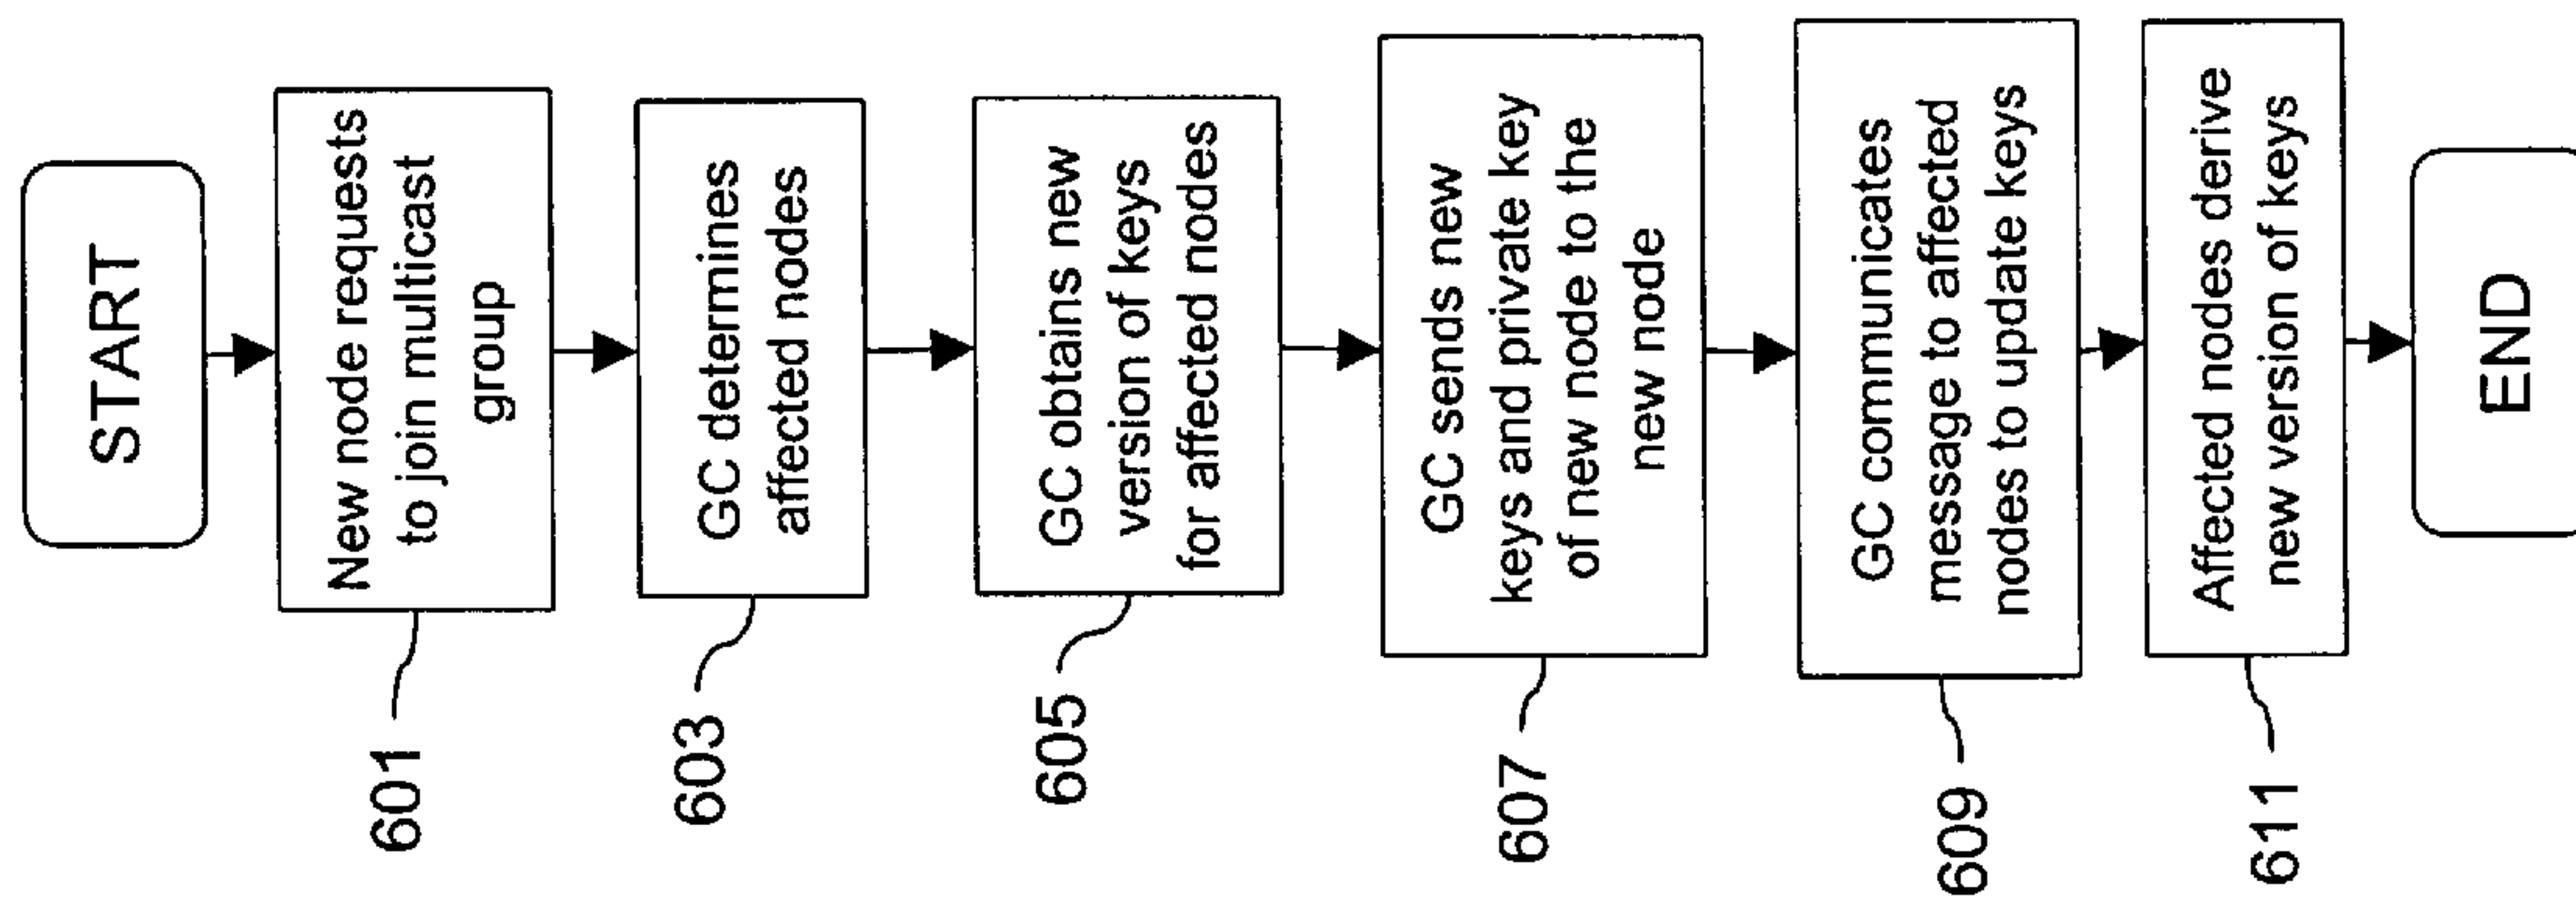 START
New node requests
to join multicast
group
601
GC determines
affected nodes
603
GC obtains new
version of keys
for affected nodes
605
GC sends new
keys and private key
of new node to the
new node
607
GC communicates
message to affected
nodes to update keys
609
Affected nodes derive
new version of keys
611
END